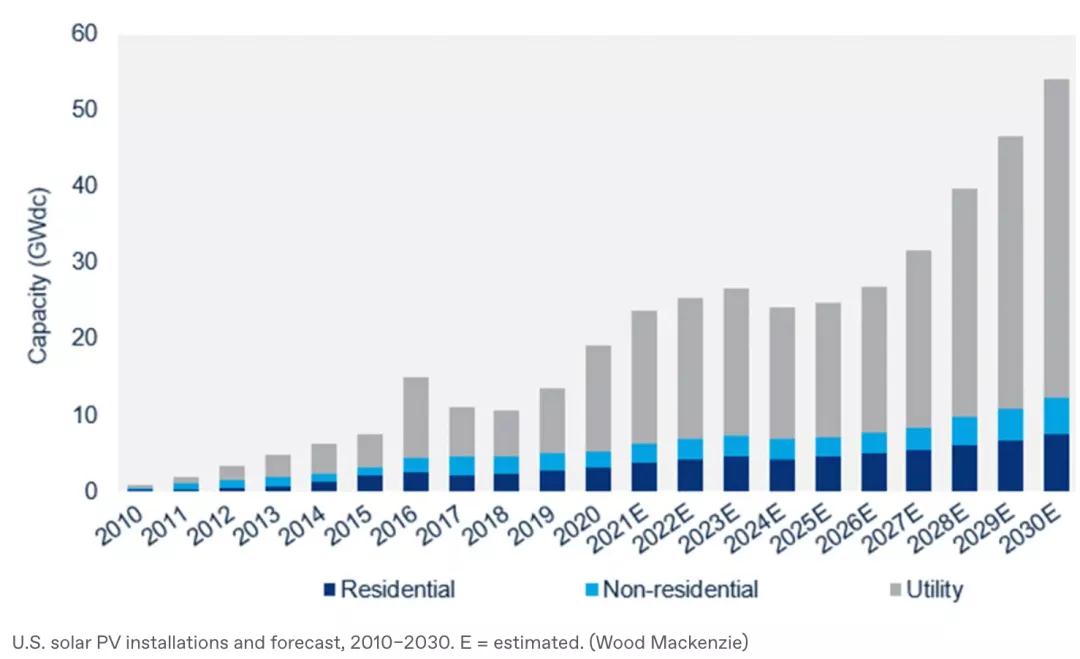 60
50
40
30
20
10
0
Capacity (GWdc)
2010 2011 2012 2013 2014 2015 2016 2017 2018 2019 2020 2021E 2022E 2023E 2024E 2025E 2026E 2027E 2028E 2029E 2030E
Residential Non-residential Utility
U.S. solar PV installations and forecast, 2010–2030. E = estimated. (Wood Mackenzie)